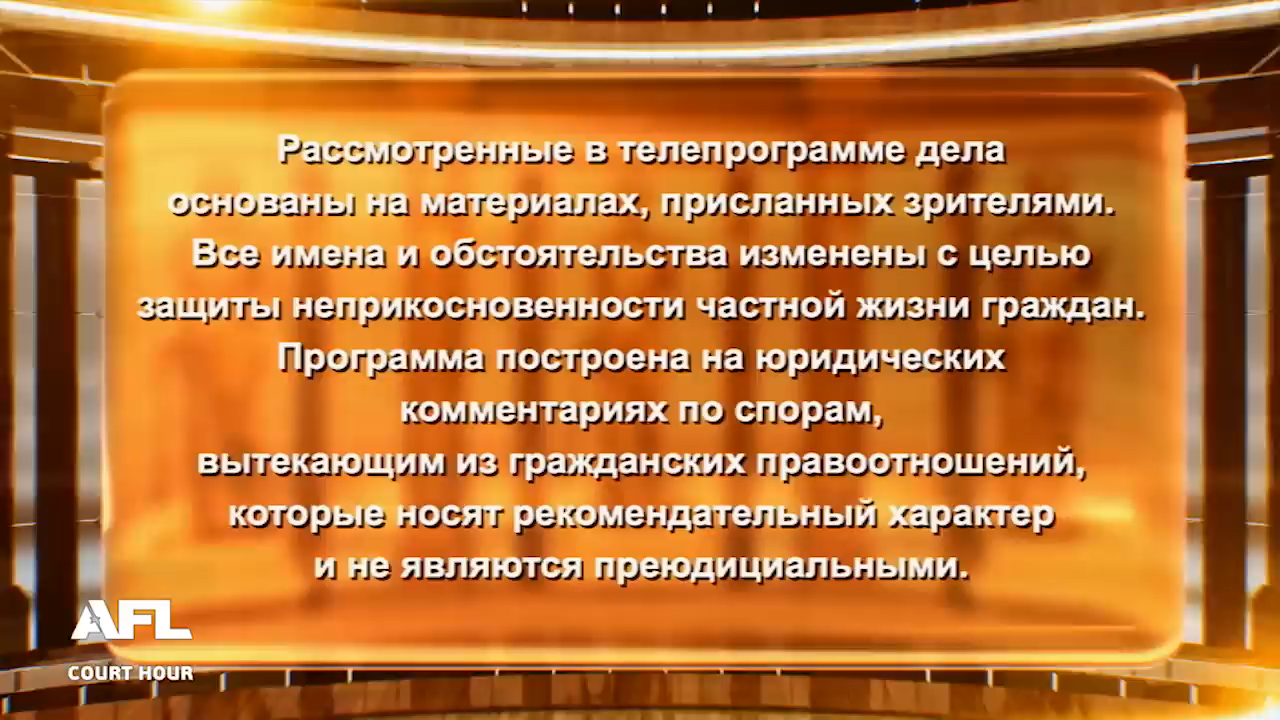 Рассмотренные в телепрограмме дела
основаны на материалах, присланных зрителями.
Все имена и обстоятельства изменены с целью
защиты неприкосновенности частной жизни граждан.
Программа построена на юридических
комментариях по спорам,
вытекающим из гражданских правоотношений,
которые носят рекомендательный характер
и не являются преюдициальными.
AFL
COURT HOUR